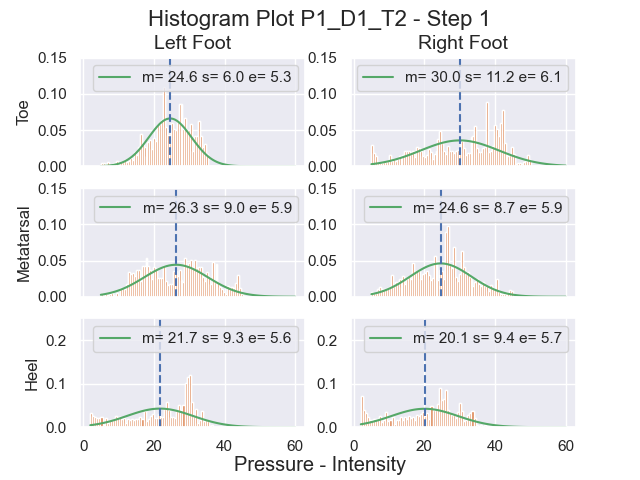 Histogram Plot P1_D1_T2 - Step 1
Left Foot
Right Foot
Toe
0.15
0.10
0.05
0.00
m= 24.6 s= 6.0 e= 5.3
0.15
0.10
0.05
0.00
m= 30.0 s= 11.2 e= 6.1
Metatarsal
0.15
0.10
0.05
0.00
m= 26.3 s= 9.0 e= 5.9
0.15
0.10
0.05
0.00
m= 24.6 s= 8.7 e= 5.9
Heel
0.2
0.1
0.0
m= 21.7 s= 9.3 e= 5.6
0 20 40 60
0.2
0.1
0.0
m= 20.1 s= 9.4 e= 5.7
0 20 40 60
Pressure - Intensity